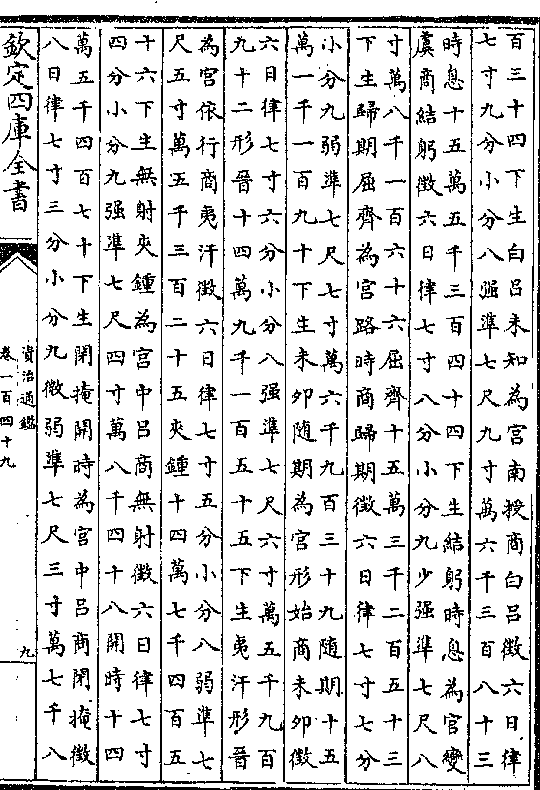 百三十四下生白呂未知為宮南授商白呂徵六日律
七寸九分小分八强準七尺九寸萬六千三百八十三
時息十五萬五千三百四十四下生結躬時息為宮變
虞商結躬徵六日律七寸八分小分九少强準七尺八
寸萬八千一百六十六屈齊十五萬三千二百五十三
下生歸期屈齊為宮路時商歸期徵六日律七寸七分
小分九弱準七尺七寸萬六千九百三十九隨期十五
萬一千一百九十下生未卯隨期為宮形始商未卯徵
六日律七寸六分小分八强準七尺六寸萬五千九百
九十二形晉十四萬九千一百五十五下生夷汗形晉
為宮依行商夷汗徵六日律七寸五分小分八弱準七
尺五寸萬五千三百二十五夾鍾十四萬七千四百五
十六下生無射夾鍾為宮中呂商無射徵六日律七寸
四分小分九强準七尺四寸萬八千四十八開時十四
萬五千四百七十下生閉掩開時為宮中呂商閉掩徵
八日律七寸三分小分九微弱準七尺三寸萬七千八
欽定四庫全書
資治通鑑
卷一百四十九
九